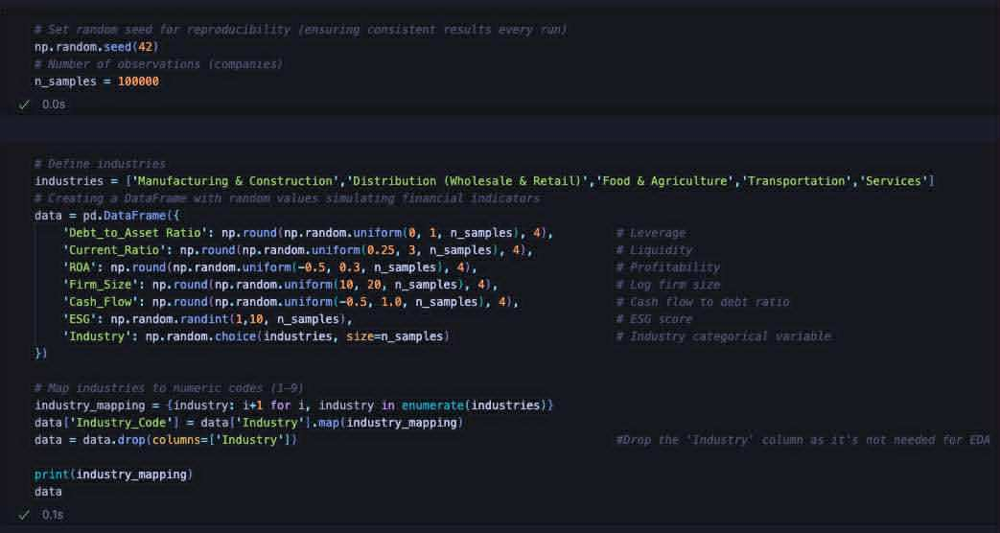 # Set random seed for reproducibility (ensuring consistent results every run)
np.random.seed(42)
# Number of observations (companies)
n_samples = 100000
✓ 0.0s
# Define industries
industries = ['Manufacturing & Construction','Distribution (Wholesale & Retail)','Food & Agriculture','Transportation','Services']
# Creating a DataFrame with random values simulating financial indicators
data = pd.DataFrame({
    'Debt_to_Asset Ratio': np.round(np.random.uniform(0, 1, n_samples), 4),         # Leverage
    'Current_Ratio': np.round(np.random.uniform(0.25, 3, n_samples), 4),            # Liquidity
    'ROA': np.round(np.random.uniform(-0.5, 0.3, n_samples), 4),                    # Profitability
    'Firm_Size': np.round(np.random.uniform(10, 20, n_samples), 4),                 # Log firm size
    'Cash_Flow': np.round(np.random.uniform(-0.5, 1.0, n_samples), 4),              # Cash flow to debt ratio
    'ESG': np.random.randint(1,10, n_samples),                                      # ESG score
    'Industry': np.random.choice(industries, size=n_samples)                        # Industry categorical variable
})
# Map industries to numeric codes (1-9)
industry_mapping = {industry: i+1 for i, industry in enumerate(industries)}
data['Industry_Code'] = data['Industry'].map(industry_mapping)
data = data.drop(columns=['Industry'])                                              #Drop the 'Industry' column as it's not needed for EDA
print(industry_mapping)
data
✓ 0.1s